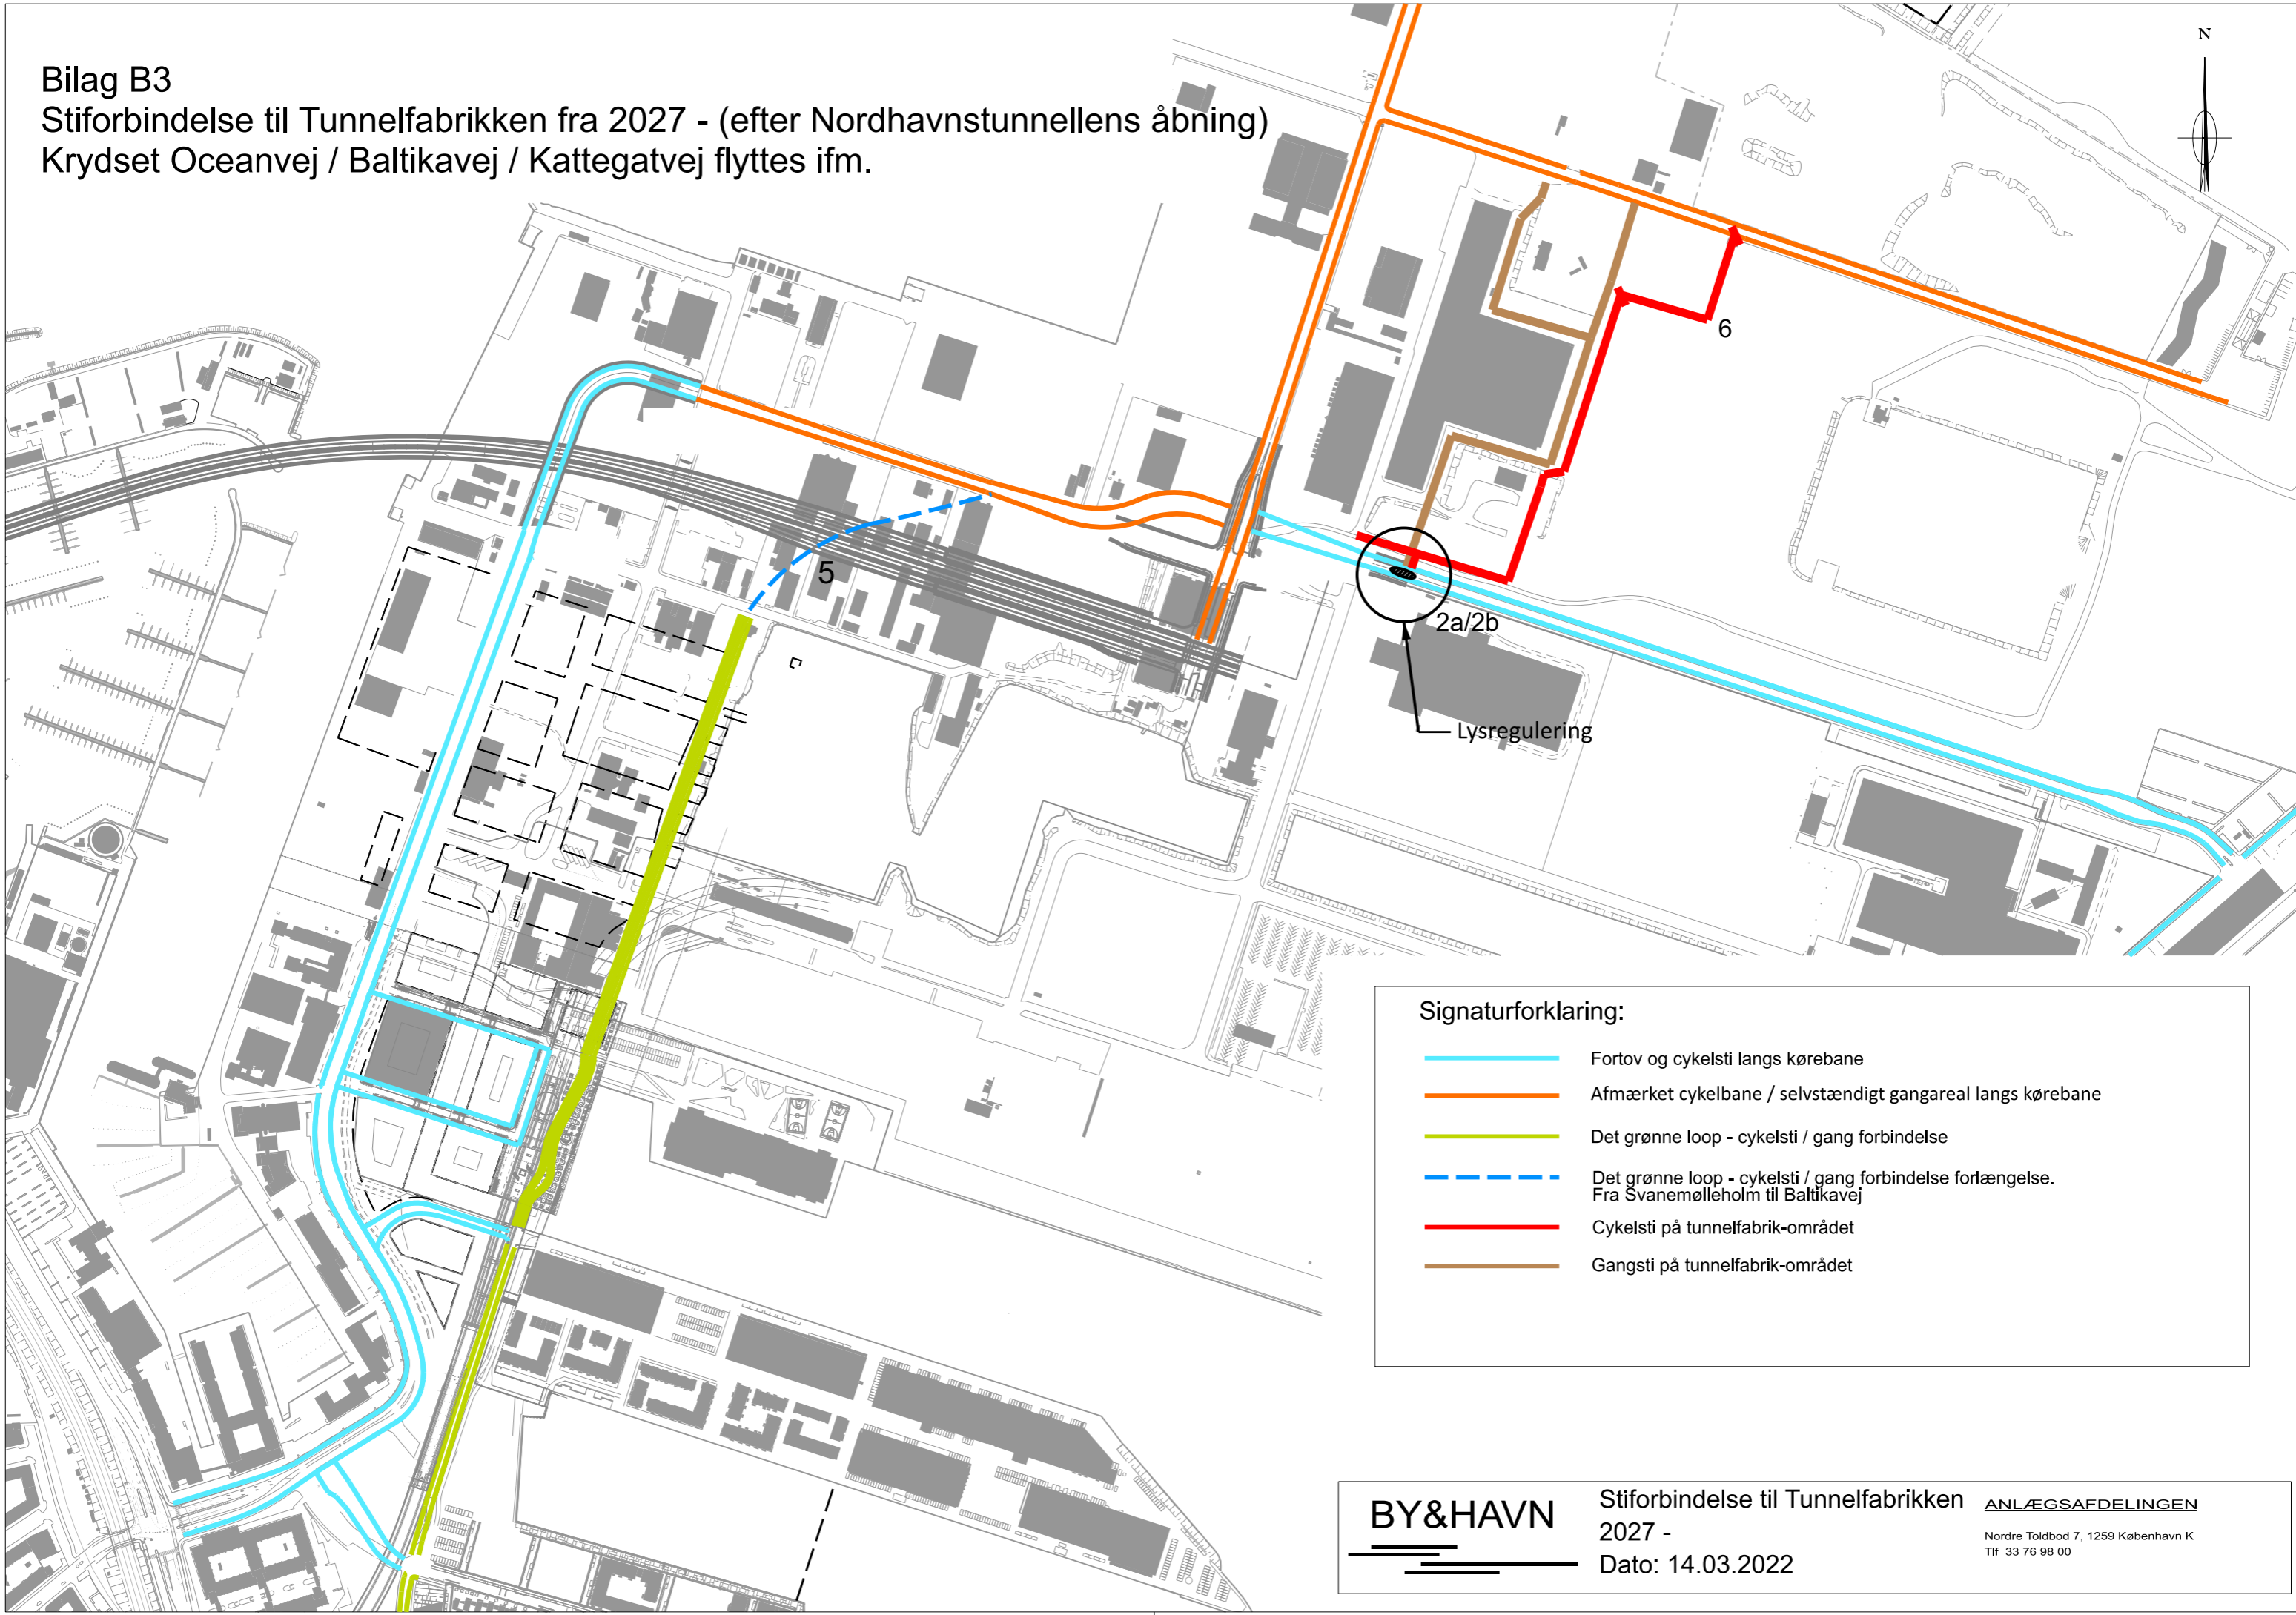 Bilag B3
Stiforbindelse til Tunnelfabrikken fra 2027 - (efter Nordhavnstunnellens åbning)
Krydset Oceanvej / Baltikavej / Kattegatvej flyttes ifm.
N
6
5
2a/2b
Lysregulering
Signaturforklaring:
Fortov og cykelsti langs kørebane
Afmærket cykelbane / selvstændigt gangareal langs kørebane
Det grønne loop - cykelsti / gang forbindelse
Det grønne loop - cykelsti / gang forbindelse forlængelse.
Fra Svanemølleholm til Baltikavej
Cykelsti på tunnelfabrik-området
Gangsti på tunnelfabrik-området
BY&HAVN
Stiforbindelse til Tunnelfabrikken
2027 -
Dato: 14.03.2022
ANLÆGSAFDELINGEN
Nordre Toldbod 7, 1259 København K
Tlf 33 76 98 00